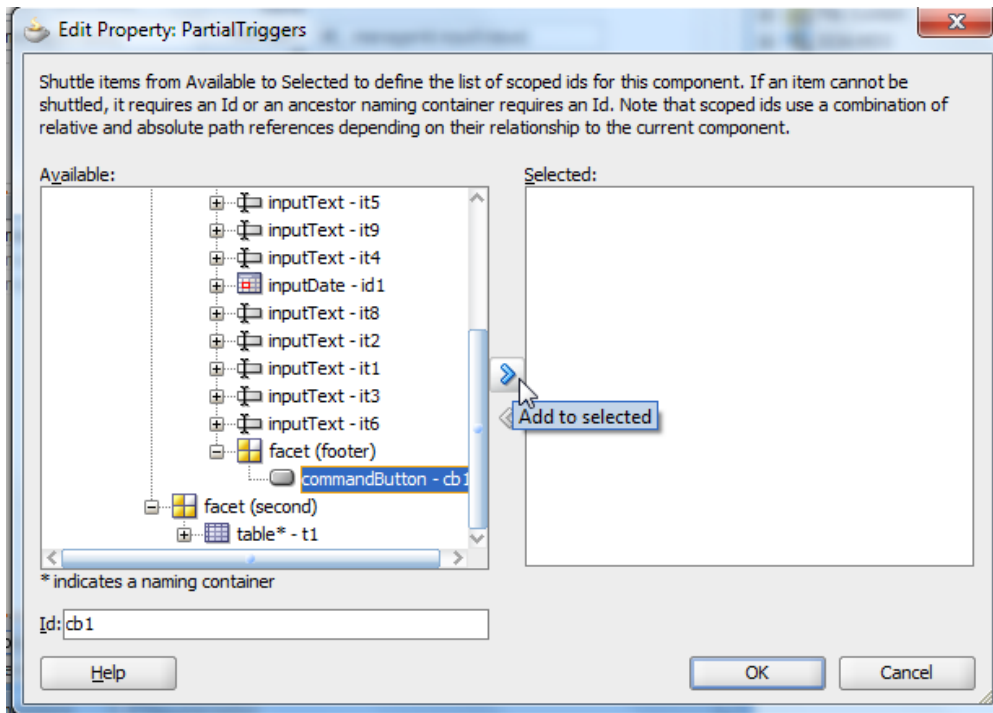 Edit Property: PartialTriggers
Shuttle items from Available to Selected to define the list of scoped ids for this component. If an item cannot be
shuttled, it requires an Id or an ancestor naming container requires an Id. Note that scoped ids use a combination of
relative and absolute path references depending on their relationship to the current component.
Available:
Selected:
inputText - it5
inputText - it9
inputText - it4
inputDate - id1
inputText - it8
inputText - it2
inputText - it1
inputText - it3
inputText - it6
facet (footer)
commandButton - cb1
facet (second)
table* - t1
Add to selected
* indicates a naming container
Id: cb1
Help
OK
Cancel